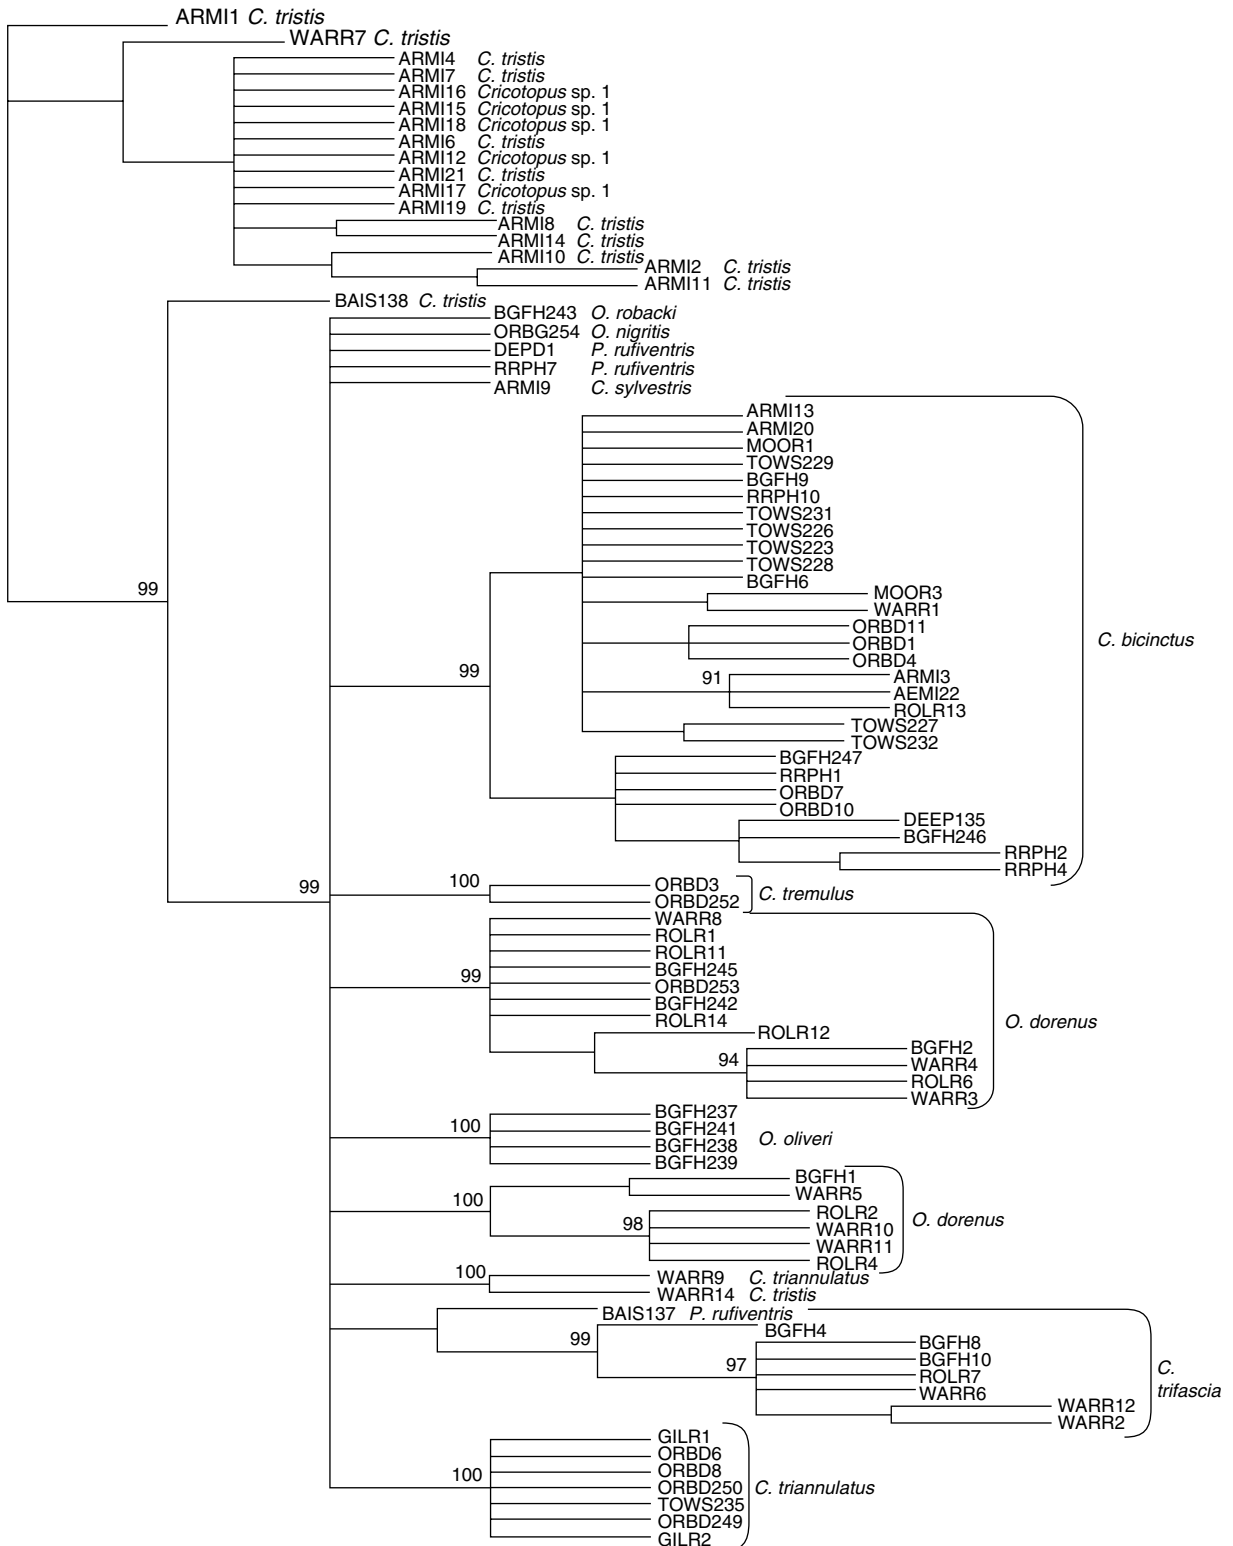 ARMI1 C. tristis
WARR7 C. tristis
ARMI4 C. tristis
ARMI7 C. tristis
ARMI16 Cricotopus sp. 1
ARMI15 Cricotopus sp. 1
ARMI18 Cricotopus sp. 1
ARMI6 C. tristis
ARMI12 Cricotopus sp. 1
ARMI21 C. tristis
ARMI17 Cricotopus sp. 1
ARMI19 C. tristis
ARMI8 C. tristis
ARMI14 C. tristis
ARMI10 C. tristis
ARMI2 C. tristis
ARMI11 C. tristis
BAIS138 C. tristis
BGFH243 O. robacki
ORBG254 O. nigritis
DEPD1 P. rufiventris
RRPH7 P. rufiventris
ARMI9 C. sylvestris
ARMI13
ARMI20
MOOR1
TOWS229
BGFH9
RRPH10
TOWS231
TOWS226
TOWS223
TOWS228
BGFH6
99
MOOR3
WARR1
ORBD11
ORBD1
C. bicinctus
ORBD4
99
91
ARMI3
AEMI22
ROLR13
TOWS227
TOWS232
BGFH247
RRPH1
ORBD7
ORBD10
DEEP135
BGFH246
RRPH2
RRPH4
99
100
ORBD3
ORBD252
C. tremulus
WARR8
ROLR1
ROLR11
BGFH245
99
ORBD253
BGFH242
ROLR14
O. dorenus
ROLR12
94
BGFH2
WARR4
ROLR6
WARR3
BGFH237
100
BGFH241
BGFH238
O. oliveri
BGFH239
BGFH1
WARR5
100
ROLR2
98
WARR10
O. dorenus
WARR11
ROLR4
100
WARR9 C. triannulatus
WARR14 C. tristis
BAIS137 P. rufiventris
BGFH4
99
BGFH8
97
BGFH10
ROLR7
WARR6
C.
trifascia
WARR12
WARR2
GILR1
ORBD6
ORBD8
100
ORBD250
C. triannulatus
TOWS235
ORBD249
GILR2